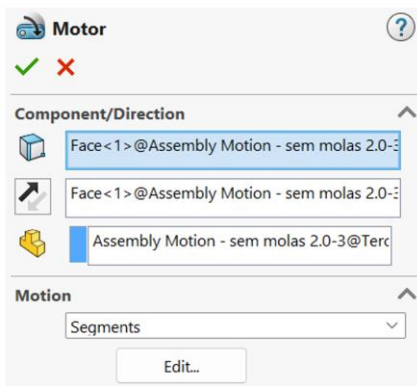 Motor
?
Component/Direction
Face<1>@Assembly Motion - sem molas 2.0-3
Face<1>@Assembly Motion - sem molas 2.0-3
Assembly Motion - sem molas 2.0-3@Terc
Motion
Segments
Edit...